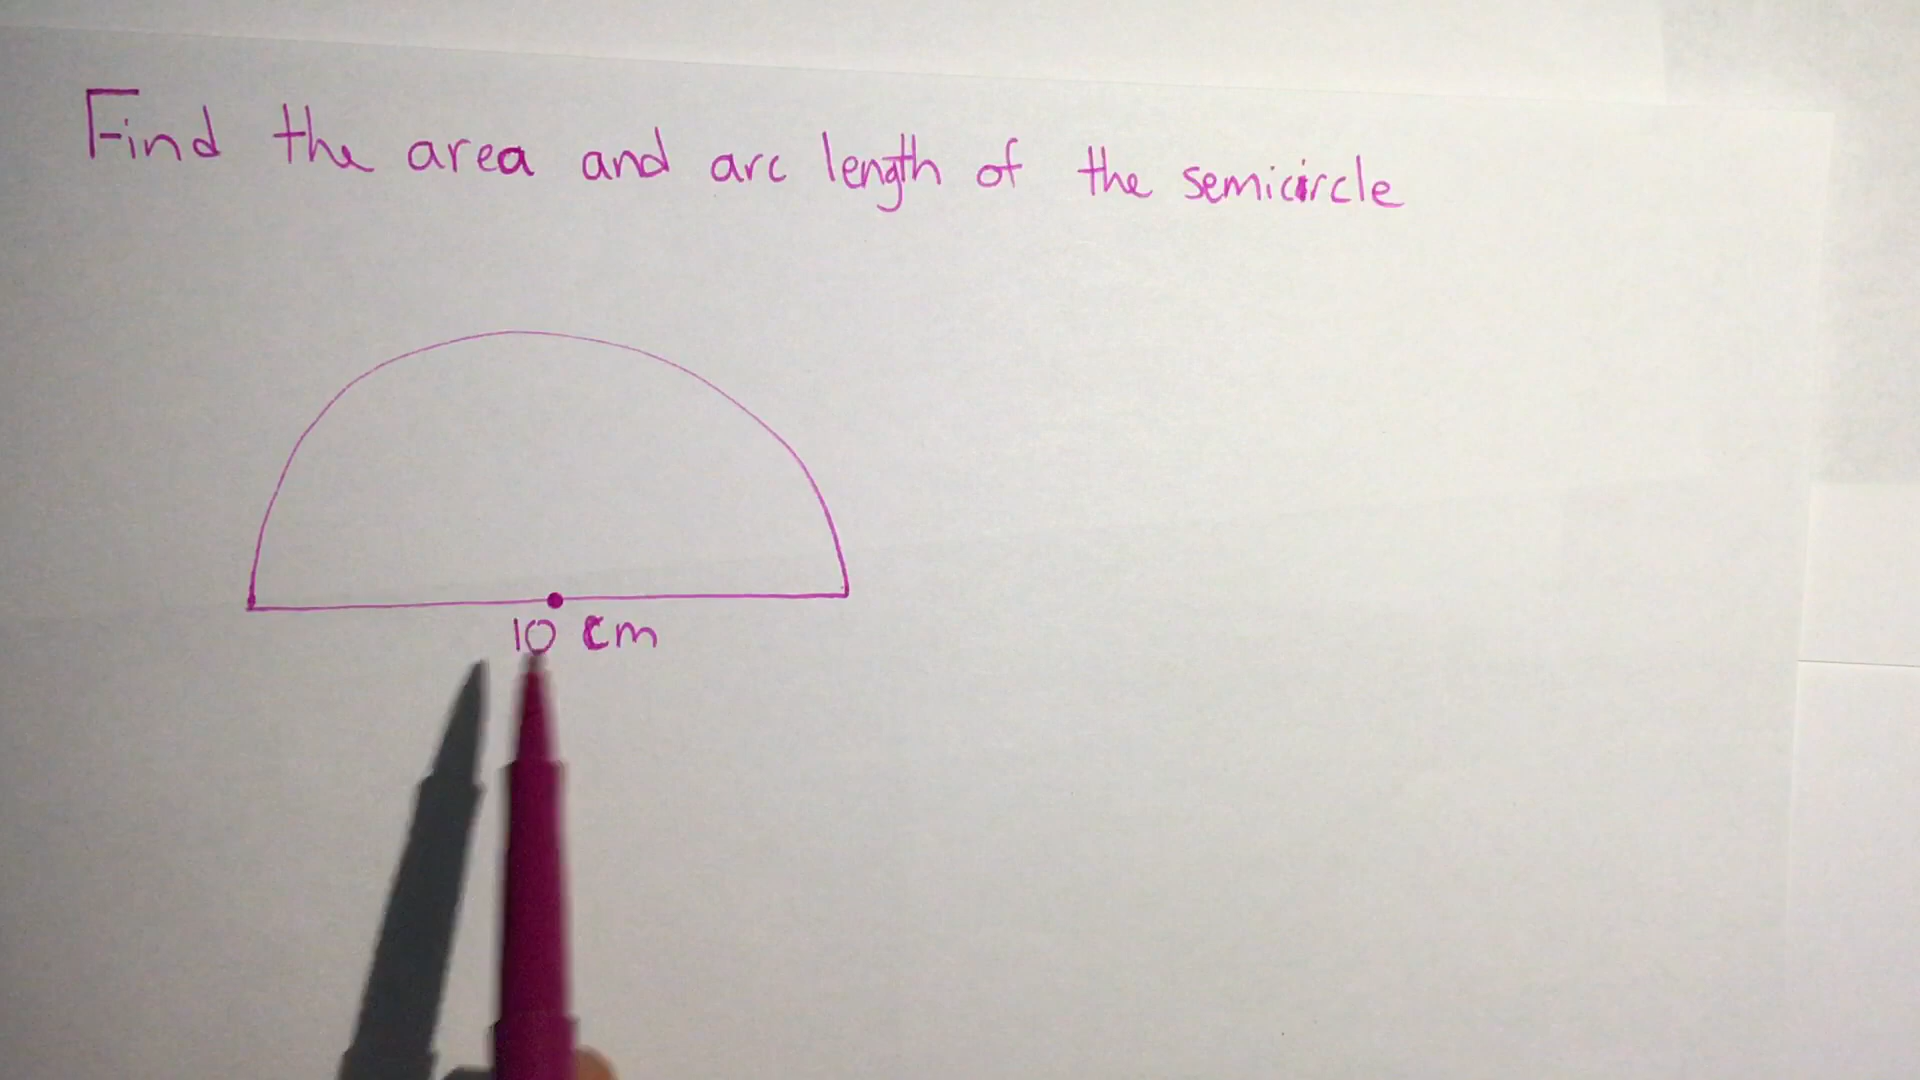 Find the area and arc length of the semicircle
10 cm